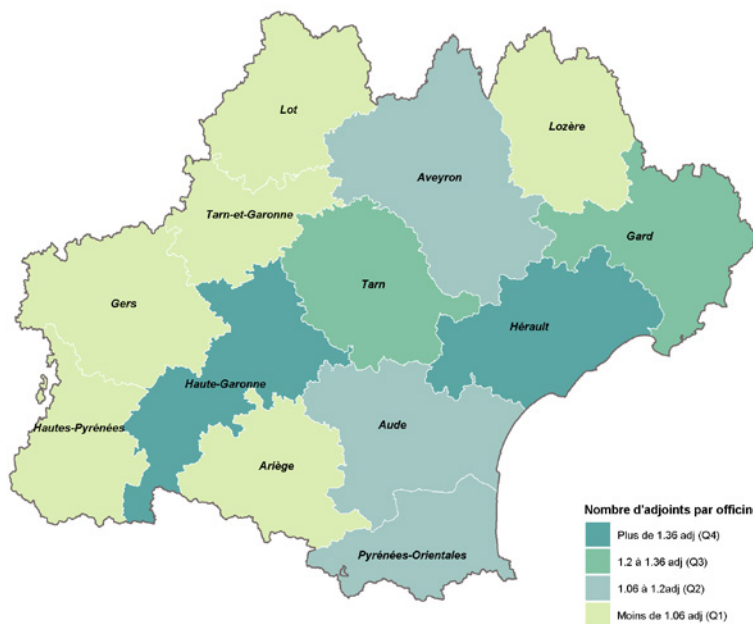 Lot
Lozère
Aveyron
Tarn-et-Garonne
Gard
Tarn
Gers
Hérault
Haute-Garonne
Hautes-Pyrénées
Aude
Ariège
Pyrénées-Orientales
Nombre d'adjoints par officin
Plus de 1.36 adj (Q4)
1.2 à 1.36 adj (Q3)
1.06 à 1.2adj (Q2)
Moins de 1.06 adj (Q1)